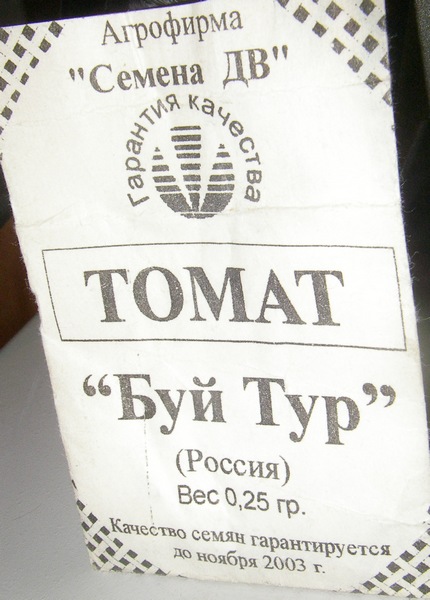 Агрофирма
"Семена ДВ"
Гарантия качества
ТОМАТ
“Буй Тур”
(Россия)
Вес 0,25 гр.
Качество семян гарантируется
до ноября 2003 г.